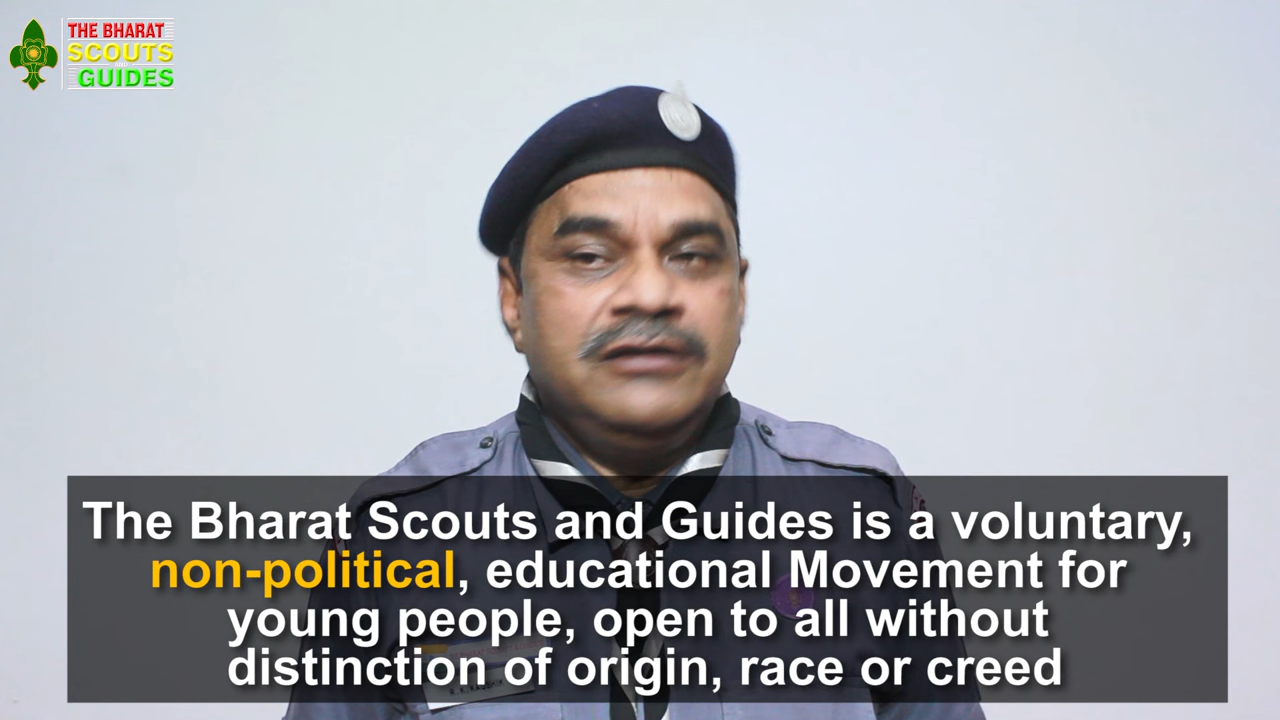 THE BHARAT
SCOUTS
AND
GUIDES
The Bharat Scouts and Guides is a voluntary,
non-political, educational Movement for
young people, open to all without
distinction of origin, race or creed